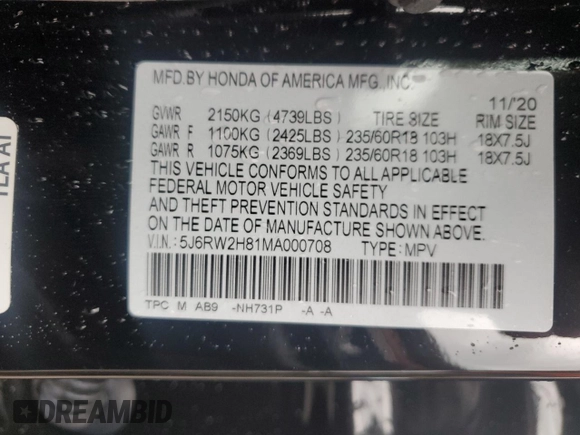 MFD.BY HONDA OF AMERICA MFG.,INC.
11/'20
GVWR 2150KG (4739LBS) TIRE SIZE RIM SIZE
GAWR F 1100KG (2425LBS) 235/60R18 103H 18X7.5J
GAWR R 1075KG (2369LBS) 235/60R18 103H 18X7.5J
THIS VEHICLE CONFORMS TO ALL APPLICABLE
FEDERAL MOTOR VEHICLE SAFETY
AND THEFT PREVENTION STANDARDS IN EFFECT
ON THE DATE OF MANUFACTURE SHOWN ABOVE.
V.I.N.: 5J6RW2H81MA000708 TYPE: MPV
TPC M AB9 -NH731P -A -A
TLA A1
DREAMBID